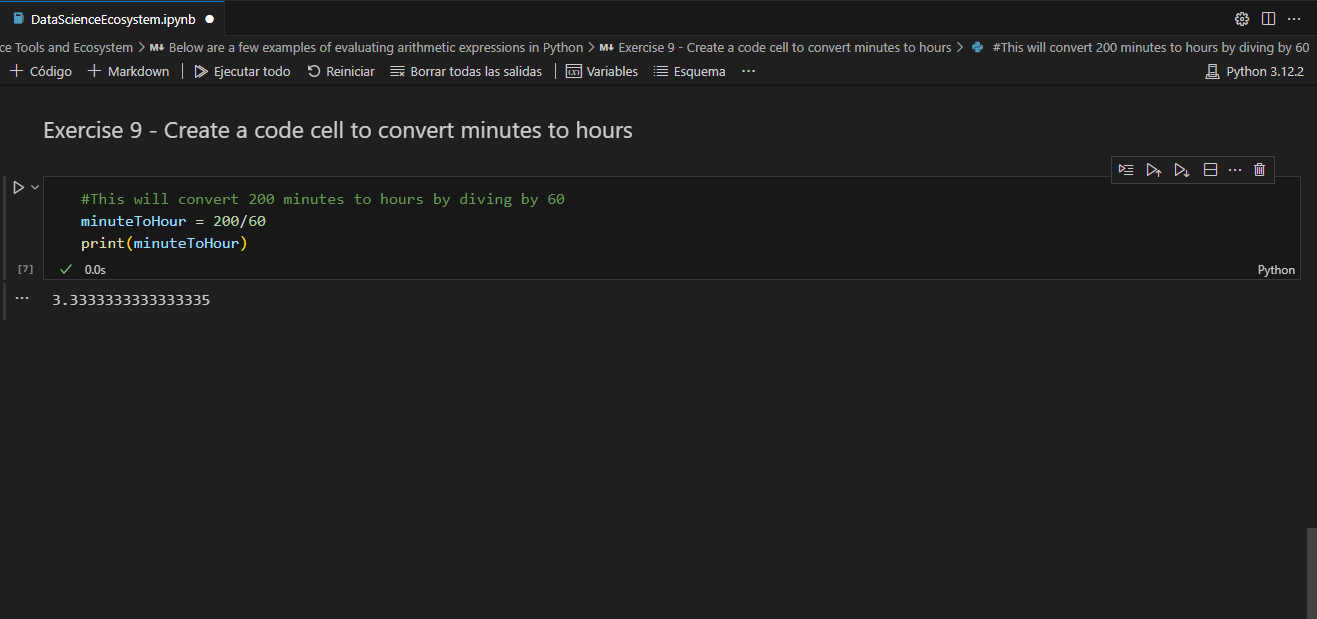 DataScienceEcosystem.ipynb
ce Tools and Ecosystem > M↓ Below are a few examples of evaluating arithmetic expressions in Python > M↓ Exercise 9 - Create a code cell to convert minutes to hours > #This will convert 200 minutes to hours by diving by 60
+ Código + Markdown | Ejecutar todo Reiniciar Borrar todas las salidas | Variables Esquema ... Python 3.12.2
Exercise 9 - Create a code cell to convert minutes to hours
#This will convert 200 minutes to hours by diving by 60
minuteToHour = 200/60
print(minuteToHour)
[7] 0.0s Python
3.3333333333333335